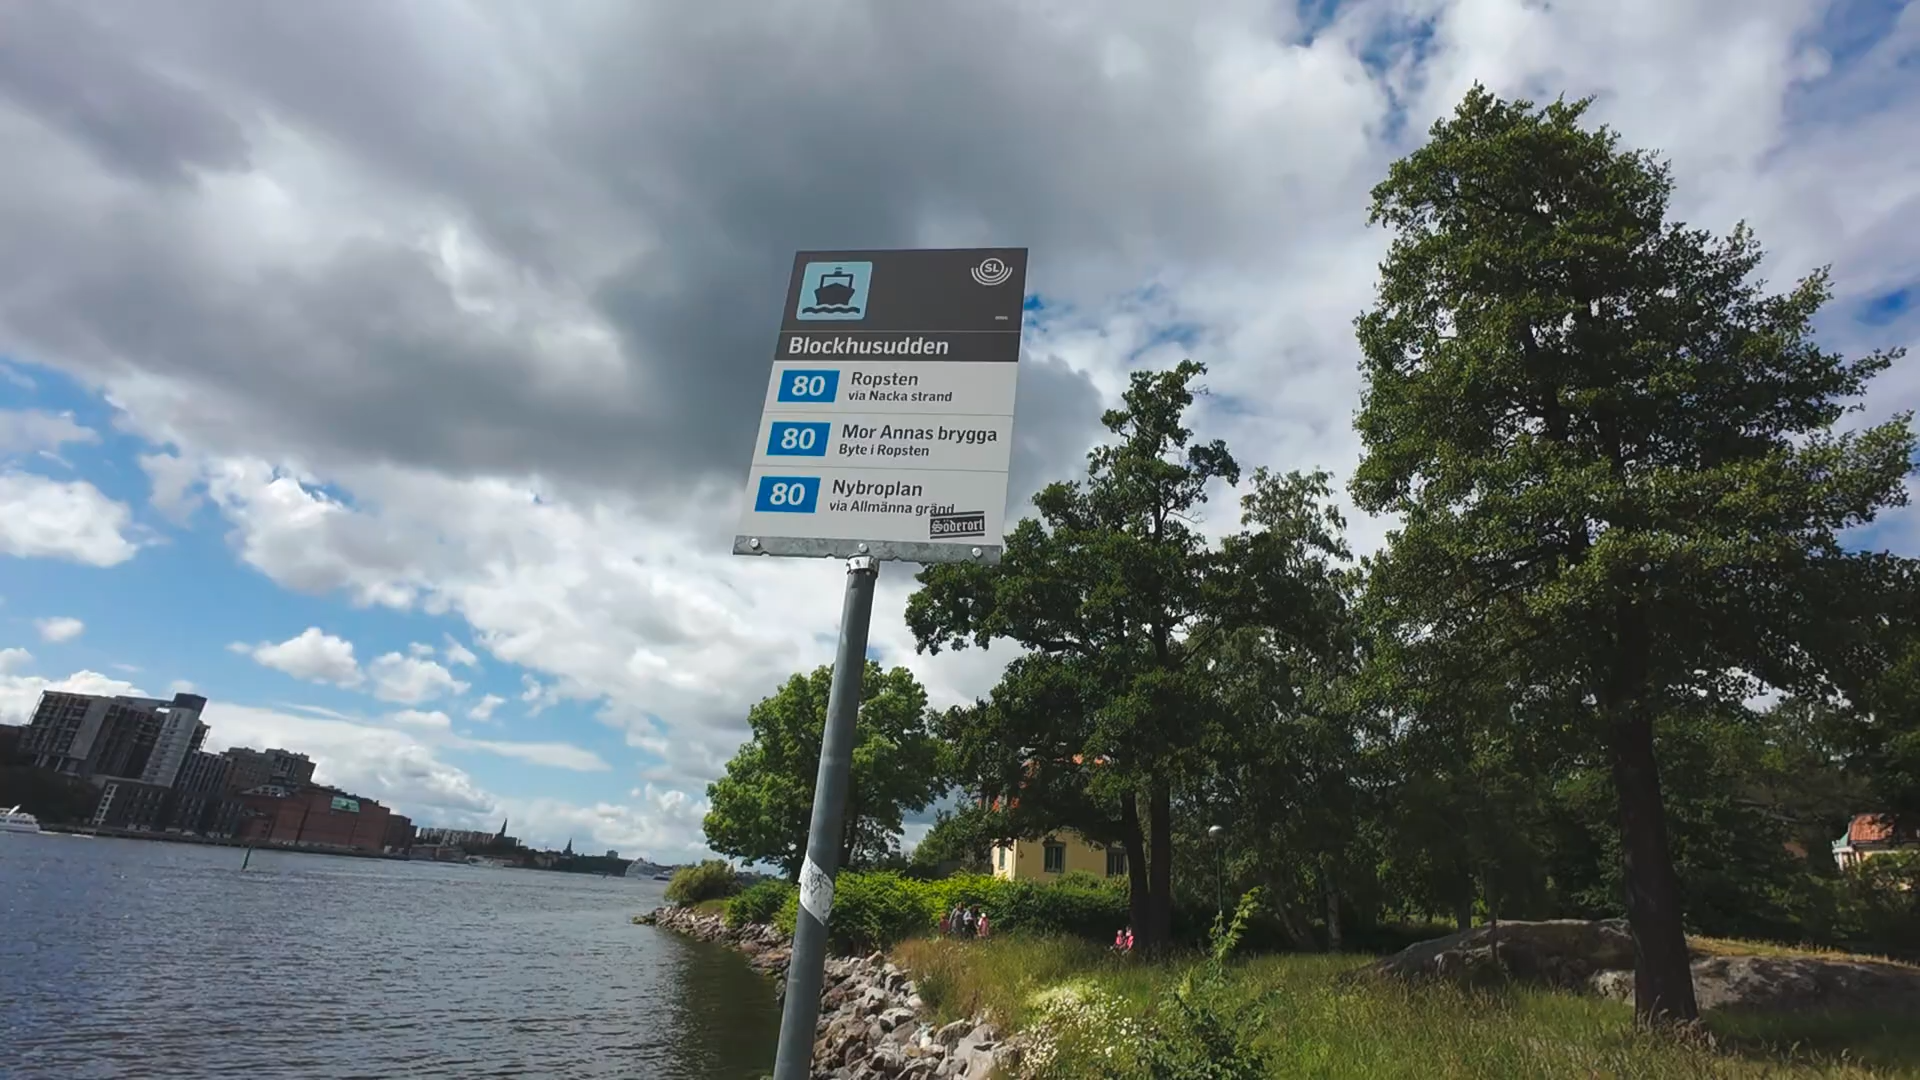 SL
Blockhusudden
80 Ropsten
via Nacka strand
80 Mor Annas brygga
Byte i Ropsten
80 Nybroplan
via Allmänna gränd
Söderort